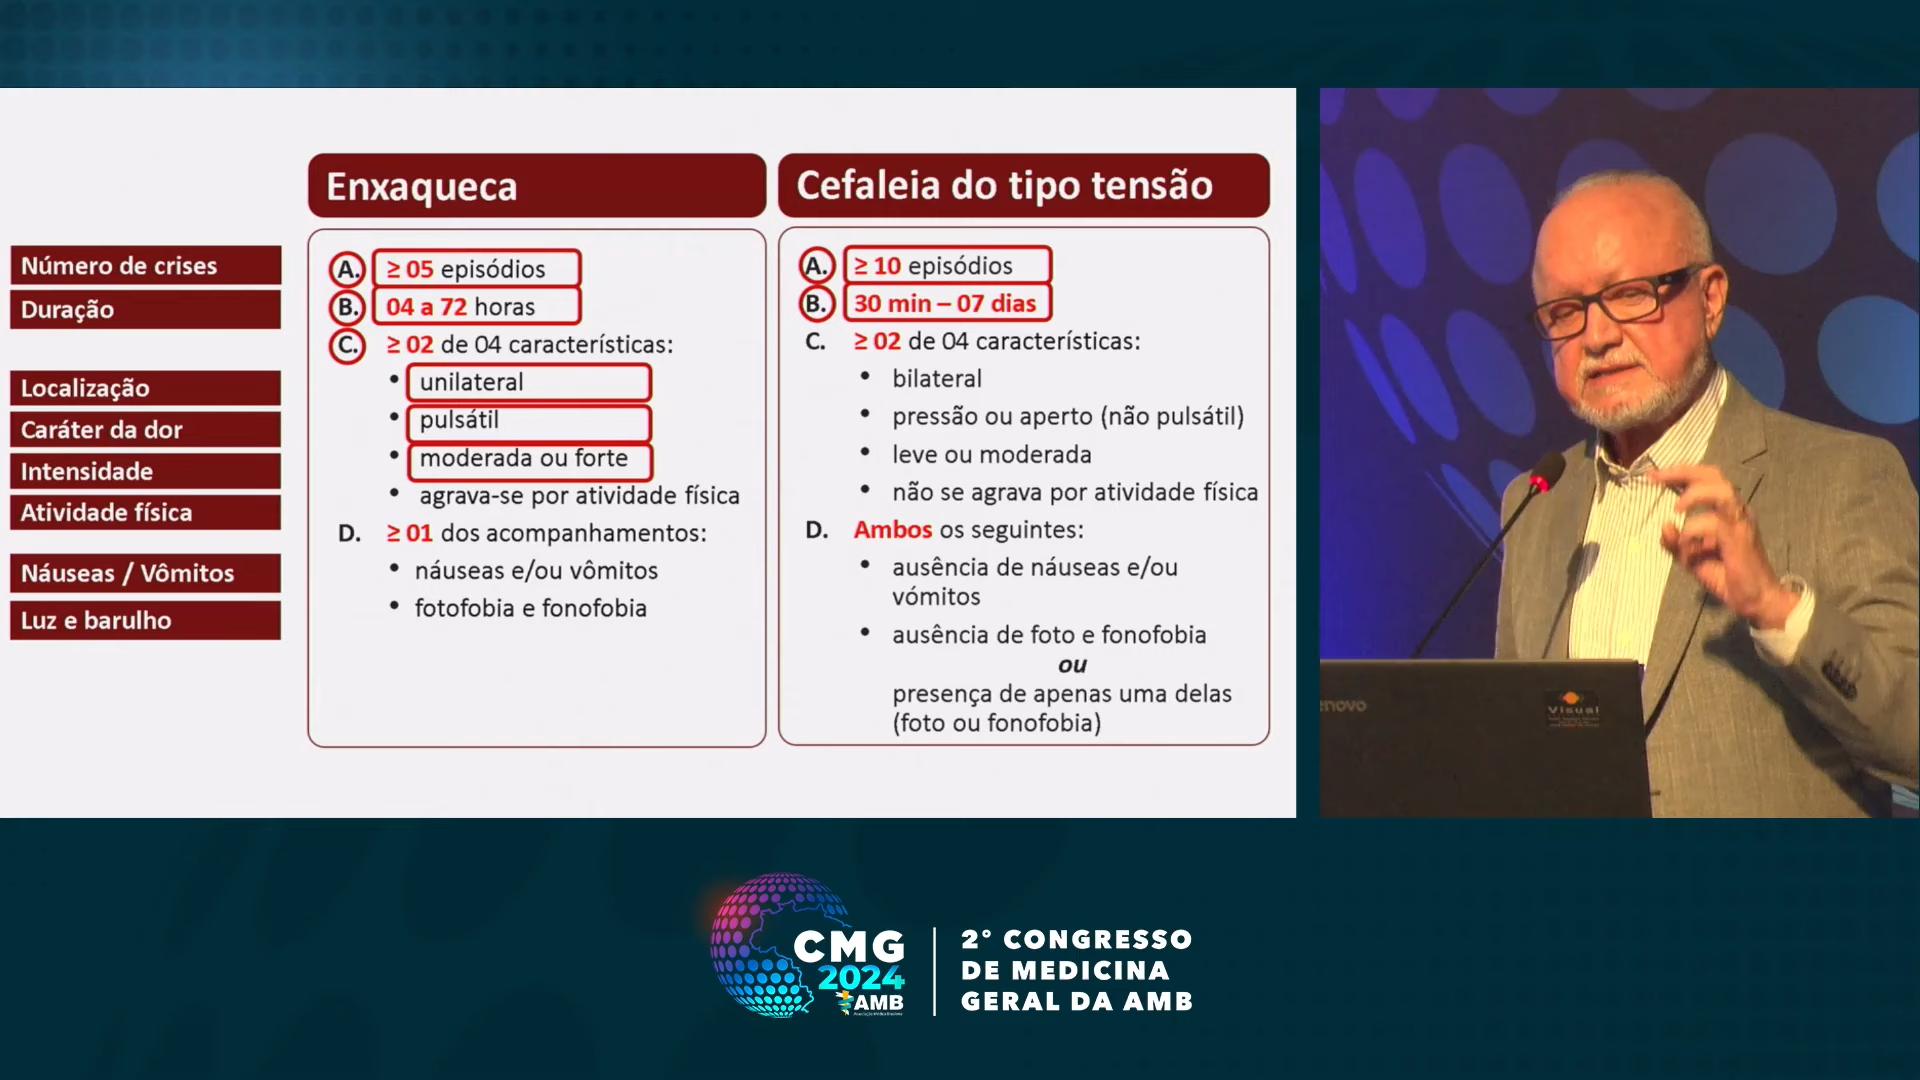 Enxaqueca
Cefaleia do tipo tensão
Número de crises
Duração
Localização
Caráter da dor
Intensidade
Atividade física
Náuseas / Vômitos
Luz e barulho
A. ≥ 05 episódios
B. 04 a 72 horas
C. ≥ 02 de 04 características:
• unilateral
• pulsátil
• moderada ou forte
• agrava-se por atividade física
D. ≥ 01 dos acompanhamentos:
• náuseas e/ou vômitos
• fotofobia e fonofobia
A. ≥ 10 episódios
B. 30 min – 07 dias
C. ≥ 02 de 04 características:
• bilateral
• pressão ou aperto (não pulsátil)
• leve ou moderada
• não se agrava por atividade física
D. Ambos os seguintes:
• ausência de náuseas e/ou
vómitos
• ausência de foto e fonofobia
ou
presença de apenas uma delas
(foto ou fonofobia)
enovo
Visual
CMG
2024
AMB
2° CONGRESSO
DE MEDICINA
GERAL DA AMB